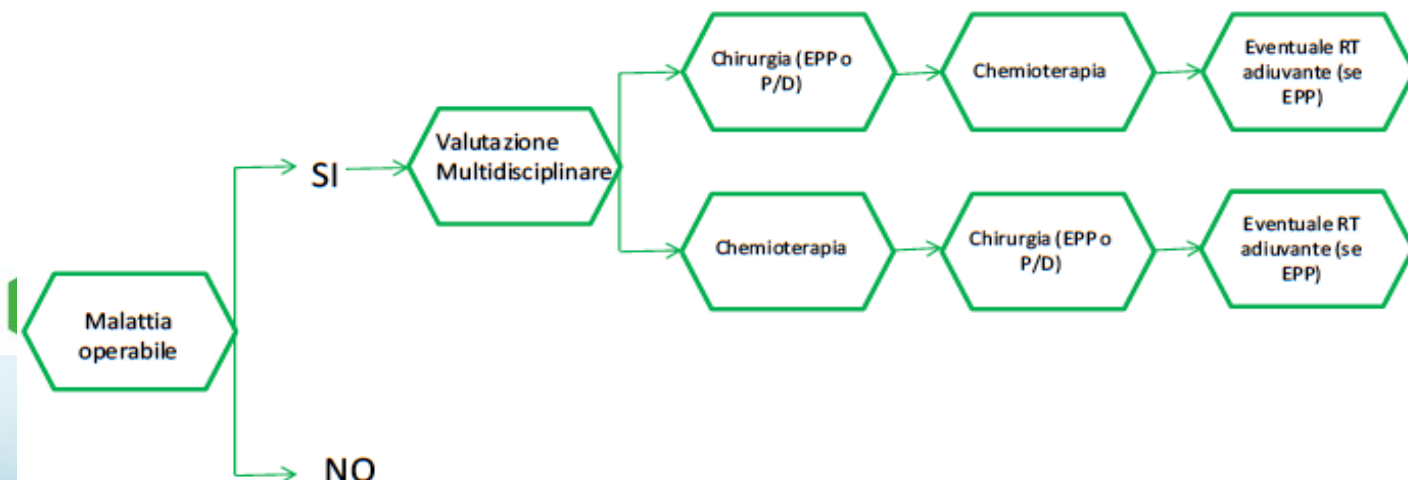 Malattia
operabile
SI
Valutazione
Multidisciplinare
Chirurgia (EPP o
P/D)
Chemioterapia
Eventuale RT
adiuvante (se
EPP)
Chemioterapia
Chirurgia (EPP o
P/D)
Eventuale RT
adiuvante (se
EPP)
NO